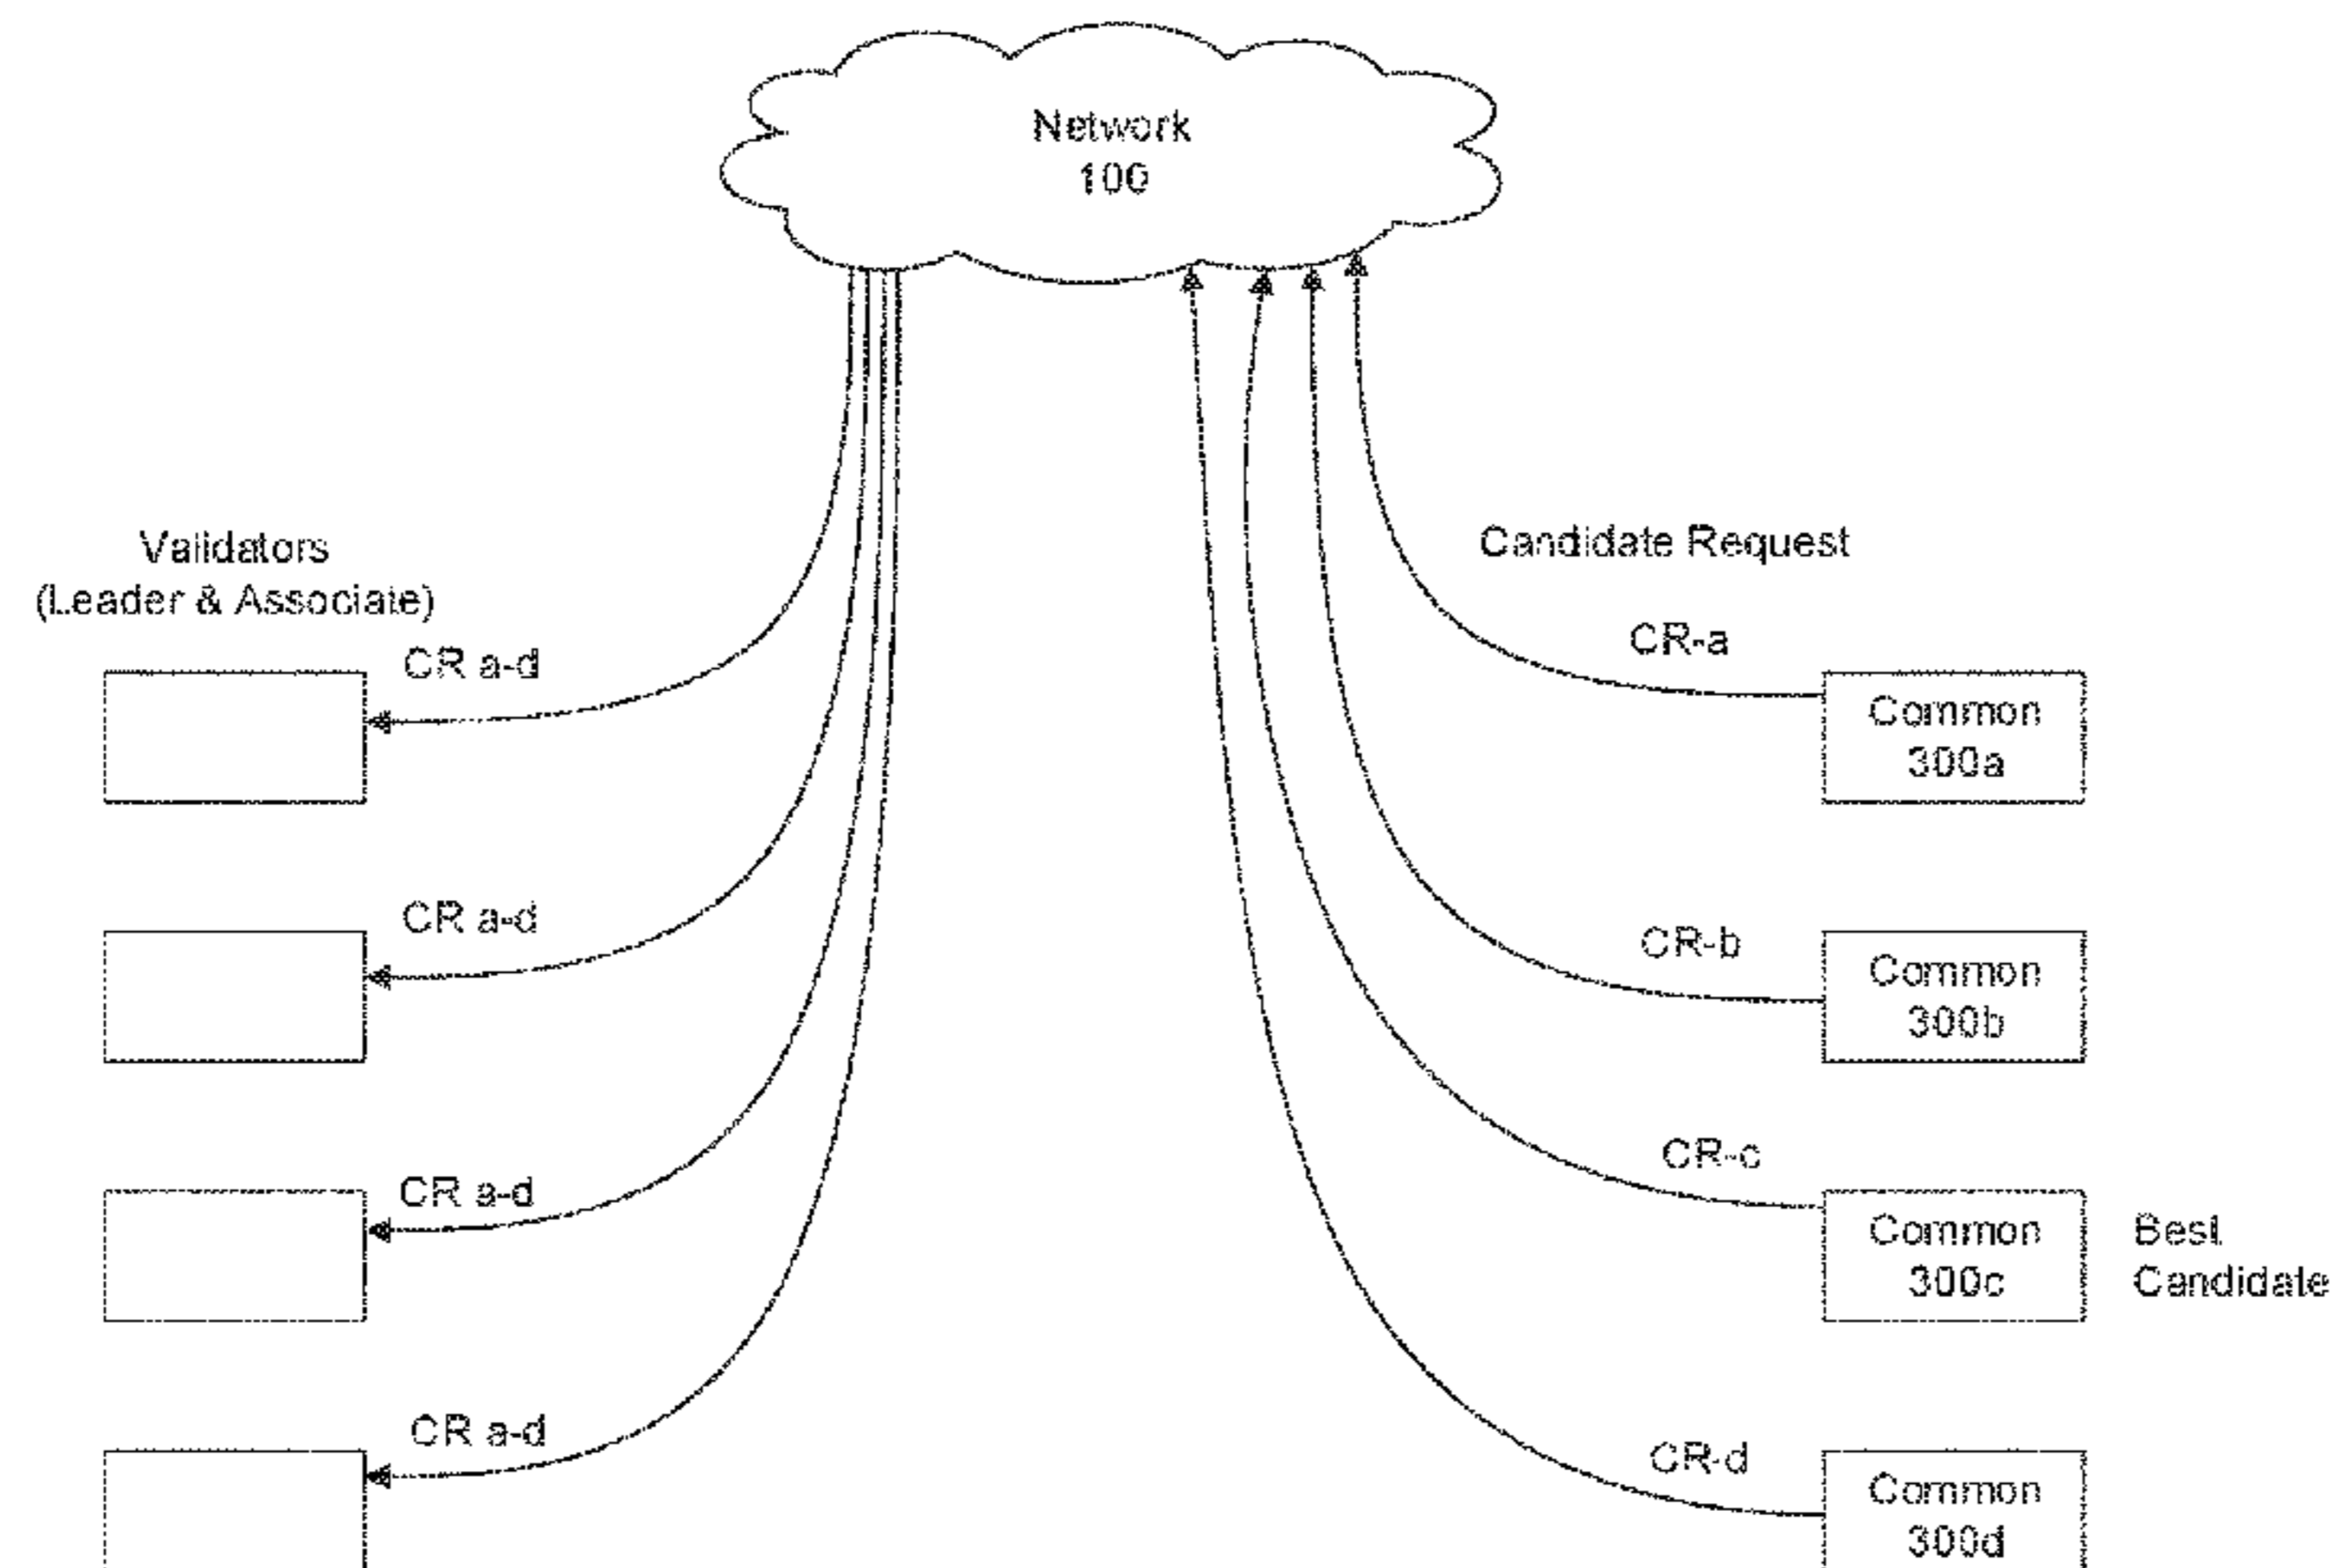 Network
100
Validators
(Leader & Associate)
Candidate Request
CR a-d
CR-a
Common
300a
CR a-d
CR-b
Common
300b
CR a-d
CR-c
Common
300c
Best
Candidate
CR a-d
CR-d
Common
300d